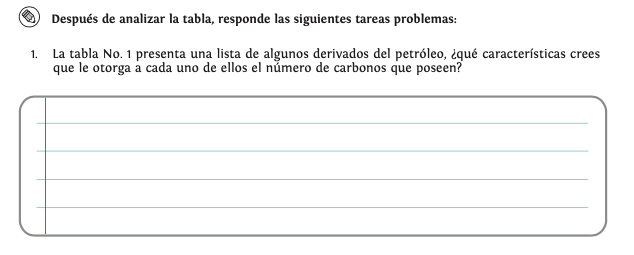 Después de analizar la tabla, responde las siguientes tareas problemas:
1. La tabla No. 1 presenta una lista de algunos derivados del petróleo, ¿qué características crees
que le otorga a cada uno de ellos el número de carbonos que poseen?